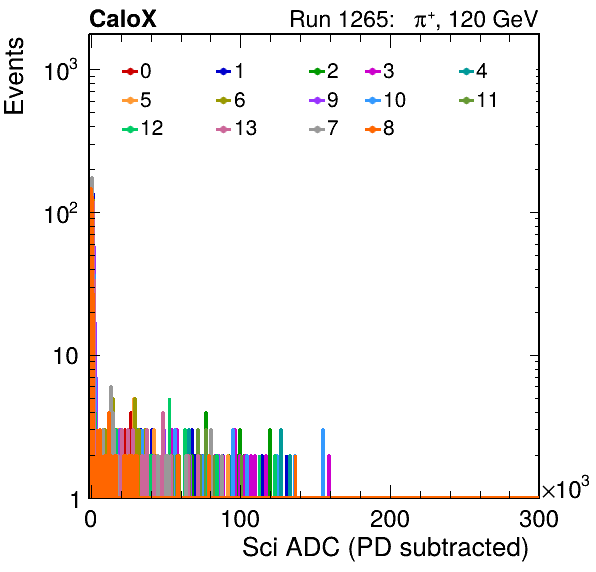 CaloX Run 1265: π⁺, 120 GeV
Events
10³
10²
10
1
0 1 2 3 4
5 6 9 10 11
12 13 7 8
0 100 200 300
×10³
Sci ADC (PD subtracted)